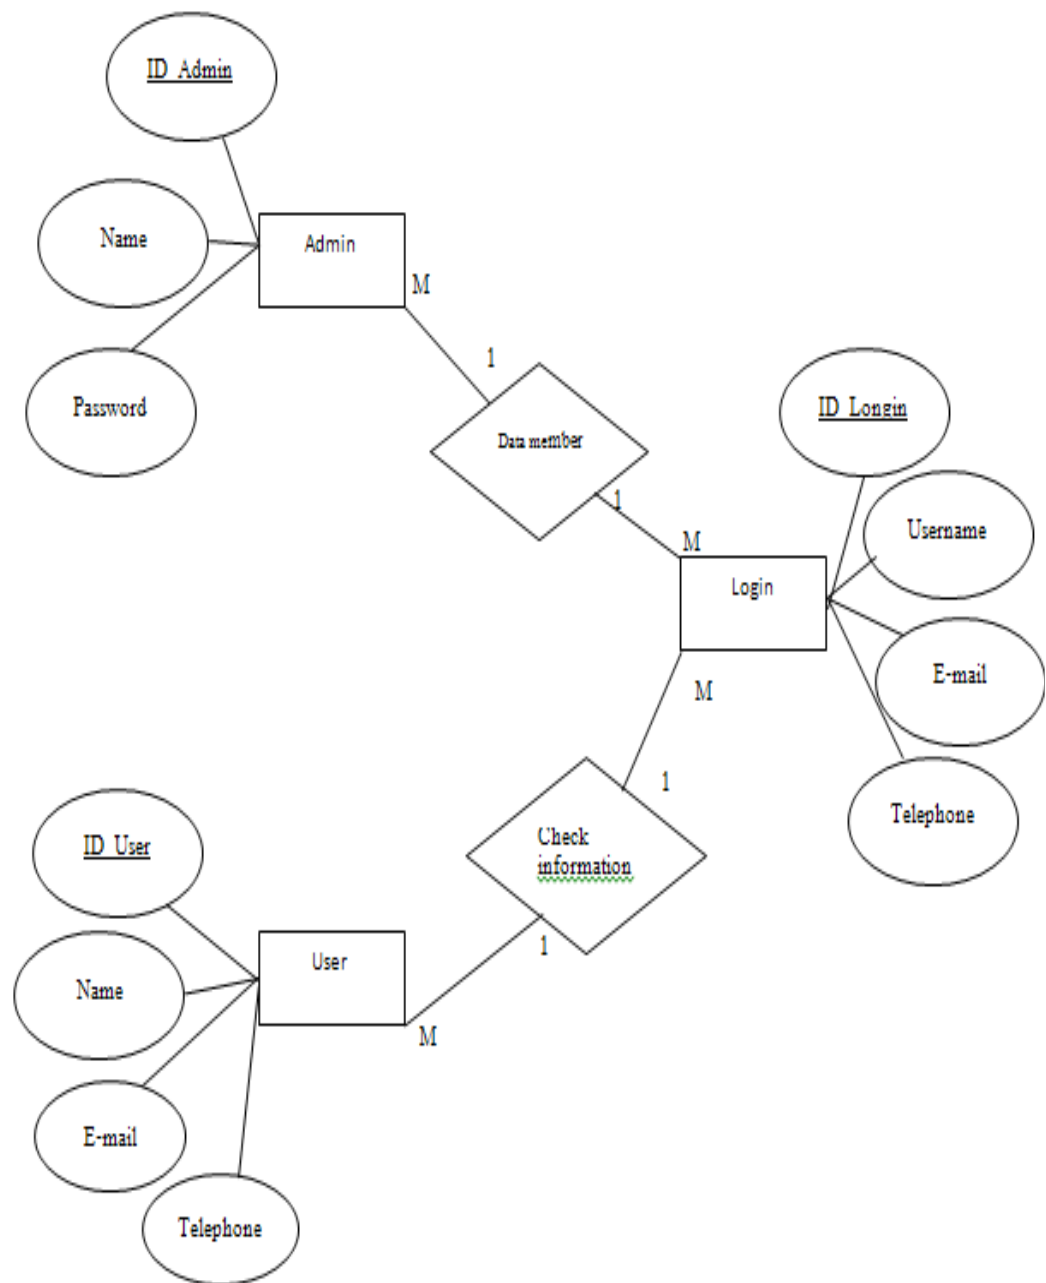 ID_Admin
Name
Admin
M
Password
1
Data member
ID_Longin
1
Username
M
Login
E-mail
M
1
Telephone
Check
information
ID_User
1
User
Name
M
E-mail
Telephone